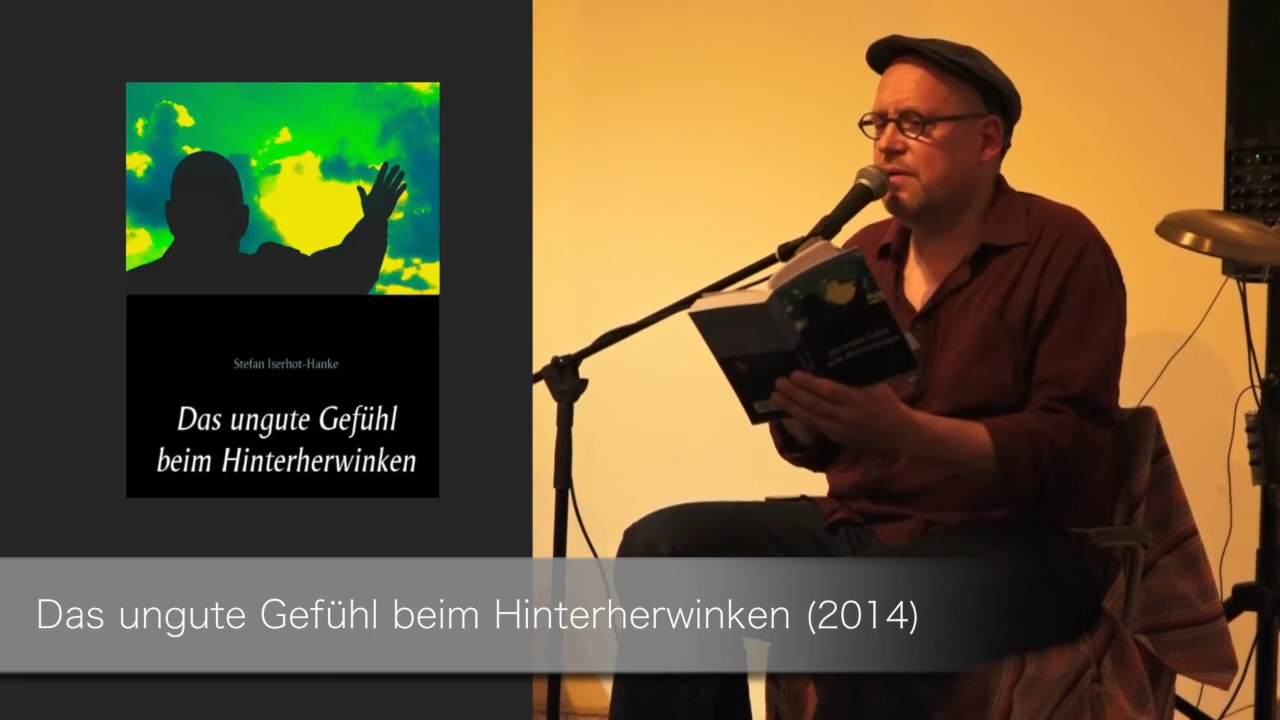 Stefan Iserhot-Hanke
Das ungute Gefühl
beim Hinterherwinken
Das ungute Gefühl beim Hinterherwinken (2014)